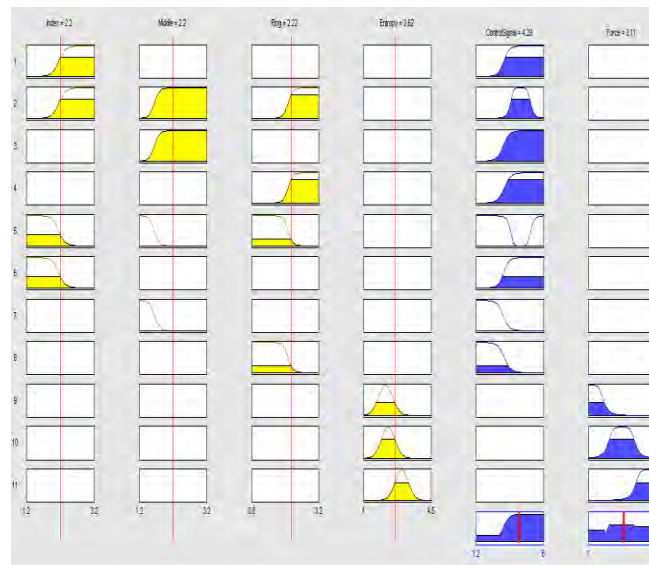 Index = 2.2
Middle = 2.2
Ring = 2.22
Entropy = 2.62
ControlSignal = 4.29
Force = 3.11
1
2
3
4
5
6
7
8
9
10
11
1.2 3.2
1.2 3.2
0.8 3.2
1 4.5
1.2 6
1